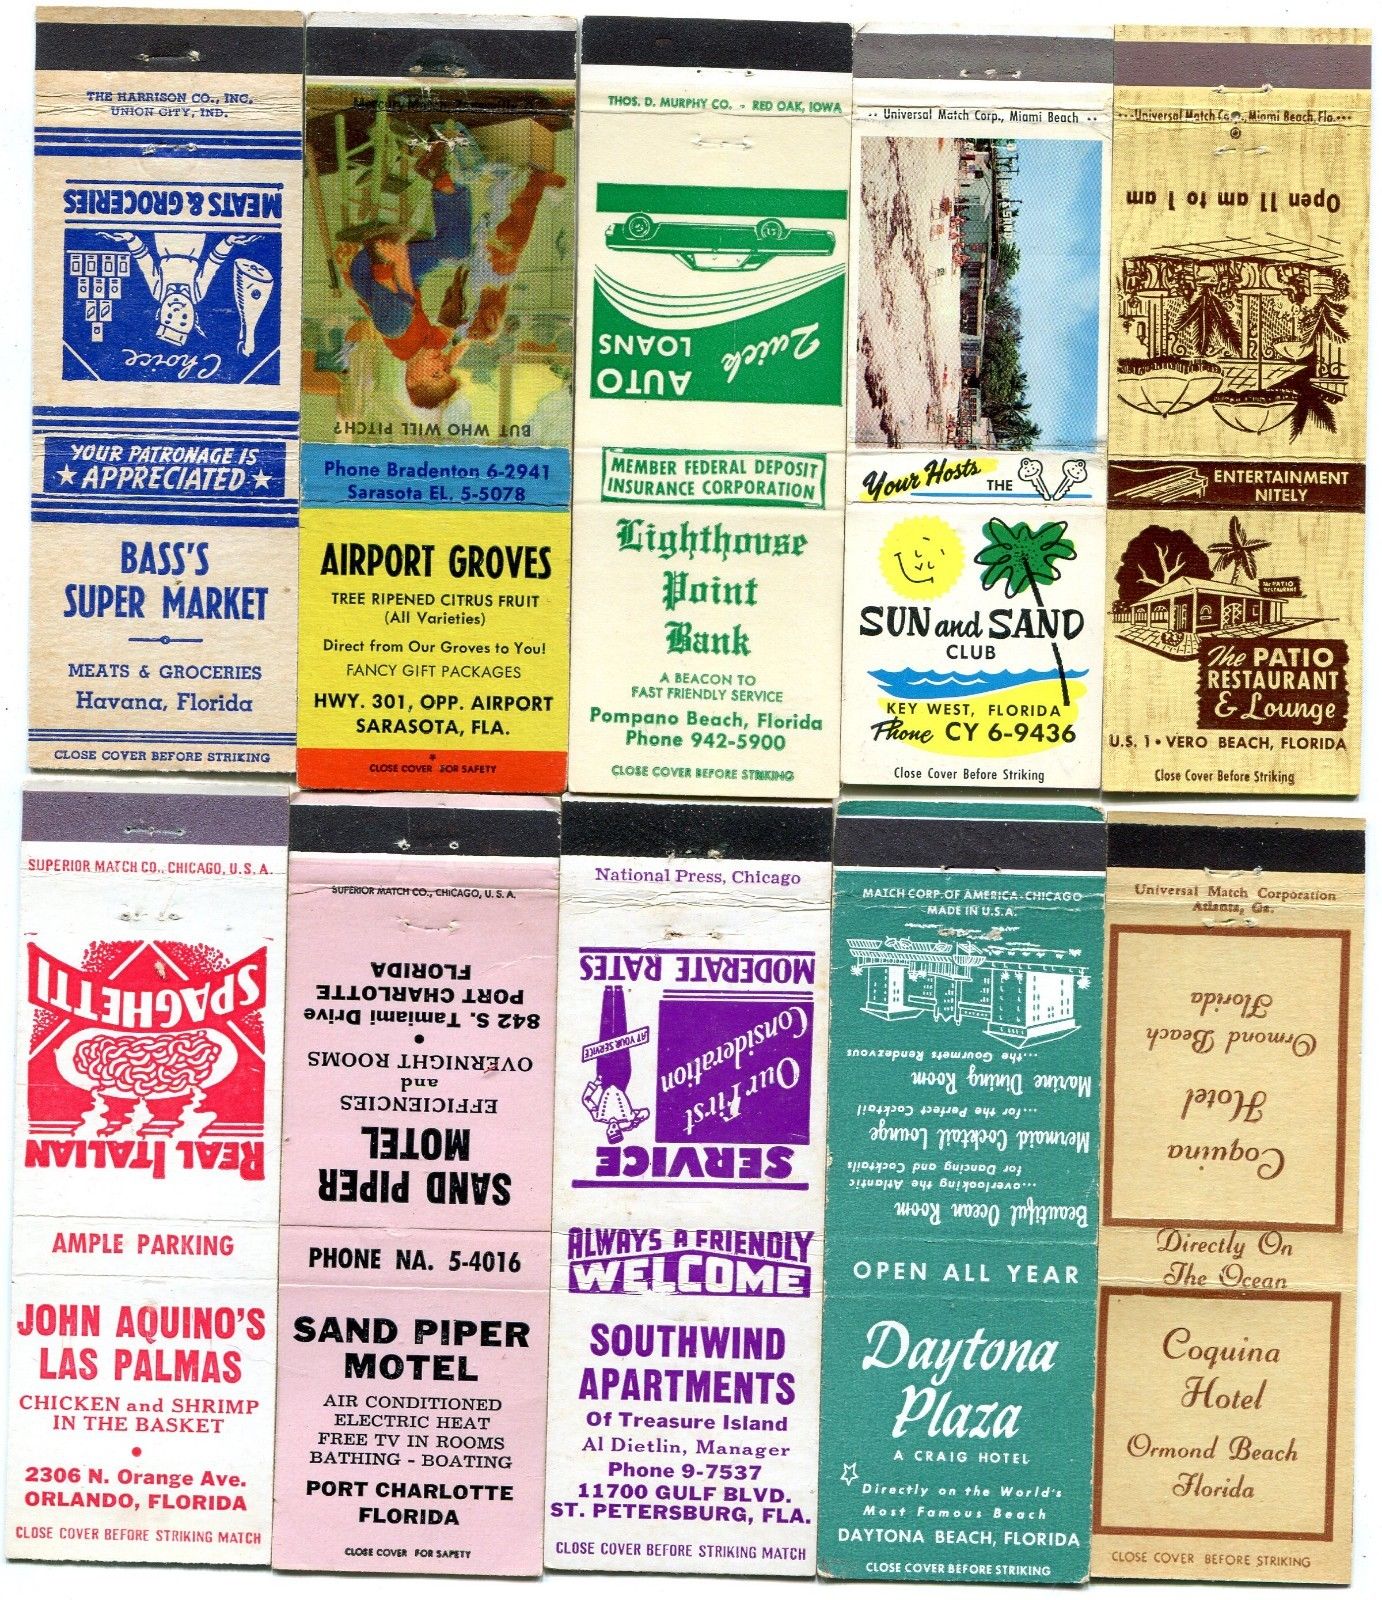 THE HARRISON CO., INC.
UNION CITY, IND.
MEATS & GROCERIES
Choice
YOUR PATRONAGE IS
★ APPRECIATED ★
BASS'S
SUPER MARKET
MEATS & GROCERIES
Havana, Florida
CLOSE COVER BEFORE STRIKING
BUT WHO WILL PITCH?
Phone Bradenton 6-2941
Sarasota EL. 5-5078
AIRPORT GROVES
TREE RIPENED CITRUS FRUIT
(All Varieties)
Direct from Our Groves to You!
FANCY GIFT PACKAGES
HWY. 301, OPP. AIRPORT
SARASOTA, FLA.
CLOSE COVER FOR SAFETY
THOS. D. MURPHY CO. - RED OAK, IOWA
Quick
AUTO
LOANS
MEMBER FEDERAL DEPOSIT
INSURANCE CORPORATION
Lighthouse
Point
Bank
A BEACON TO
FAST FRIENDLY SERVICE
Pompano Beach, Florida
Phone 942-5900
CLOSE COVER BEFORE STRIKING
•• Universal Match Corp., Miami Beach ••
Your Hosts
THE
SUN and SAND
CLUB
KEY WEST, FLORIDA
Phone CY 6-9436
Close Cover Before Striking
•••Universal Match Corp., Miami Beach, Fla.•••
Open 11 am to 1 am
ENTERTAINMENT
NITELY
The PATIO
RESTAURANT
The PATIO
RESTAURANT
& Lounge
U.S. 1 • VERO BEACH, FLORIDA
Close Cover Before Striking
SUPERIOR MATCH CO., CHICAGO, U.S.A.
REAL ITALIAN
SPAGHETTI
AMPLE PARKING
JOHN AQUINO'S
LAS PALMAS
CHICKEN and SHRIMP
IN THE BASKET
•
2306 N. Orange Ave.
ORLANDO, FLORIDA
CLOSE COVER BEFORE STRIKING MATCH
SUPERIOR MATCH CO., CHICAGO, U.S.A.
SAND PIPER
MOTEL
EFFICIENCIES
and
OVERNIGHT ROOMS
•
842 S. Tamiami Drive
PORT CHARLOTTE
FLORIDA
PHONE NA. 5-4016
SAND PIPER
MOTEL
AIR CONDITIONED
ELECTRIC HEAT
FREE TV IN ROOMS
BATHING - BOATING
PORT CHARLOTTE
FLORIDA
CLOSE COVER FOR SAFETY
National Press, Chicago
SERVICE
Our First
Consideration
AT YOUR SERVICE
MODERATE RATES
ALWAYS A FRIENDLY
WELCOME
SOUTHWIND
APARTMENTS
Of Treasure Island
Al Dietlin, Manager
Phone 9-7537
11700 GULF BLVD.
ST. PETERSBURG, FLA.
CLOSE COVER BEFORE STRIKING MATCH
MATCH CORP. OF AMERICA-CHICAGO
MADE IN U.S.A.
Beautiful Ocean Room
...overlooking the Atlantic
for Dancing and Cocktails
Mermaid Cocktail Lounge
...for the Perfect Cocktail
Marine Dining Room
...the Gourmets Rendezvous
OPEN ALL YEAR
Daytona
Plaza
A CRAIG HOTEL
Directly on the World's
Most Famous Beach
DAYTONA BEACH, FLORIDA
CLOSE COVER BEFORE STRIKING
Universal Match Corporation
Atlanta, Ga.
Coquina
Hotel
Ormond Beach
Florida
Directly On
The Ocean
Coquina
Hotel
Ormond Beach
Florida
CLOSE COVER BEFORE STRIKING